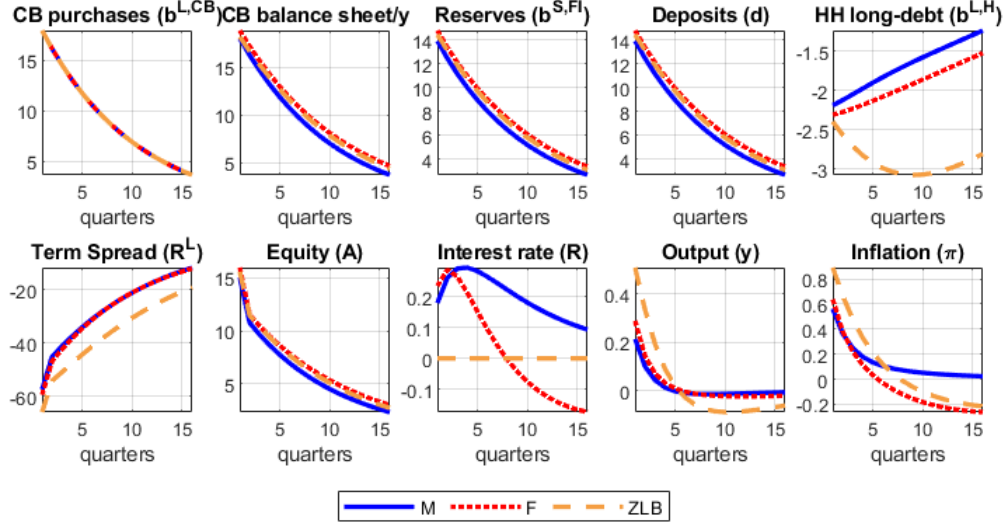 CB purchases (b^{L,CB})
CB balance sheet/y
Reserves (b^{S,FI})
Deposits (d)
HH long-debt (b^{L,H})
15
10
5
5 10 15
quarters
15
10
5
5 10 15
quarters
14
12
10
8
6
4
5 10 15
quarters
14
12
10
8
6
4
5 10 15
quarters
-1.5
-2
-2.5
-3
5 10 15
quarters
Term Spread (R^L)
Equity (A)
Interest rate (R)
Output (y)
Inflation (π)
-20
-40
-60
5 10 15
quarters
15
10
5
5 10 15
quarters
0.2
0.1
0
-0.1
5 10 15
quarters
0.4
0.2
0
5 10 15
quarters
0.8
0.6
0.4
0.2
0
-0.2
5 10 15
quarters
M F ZLB